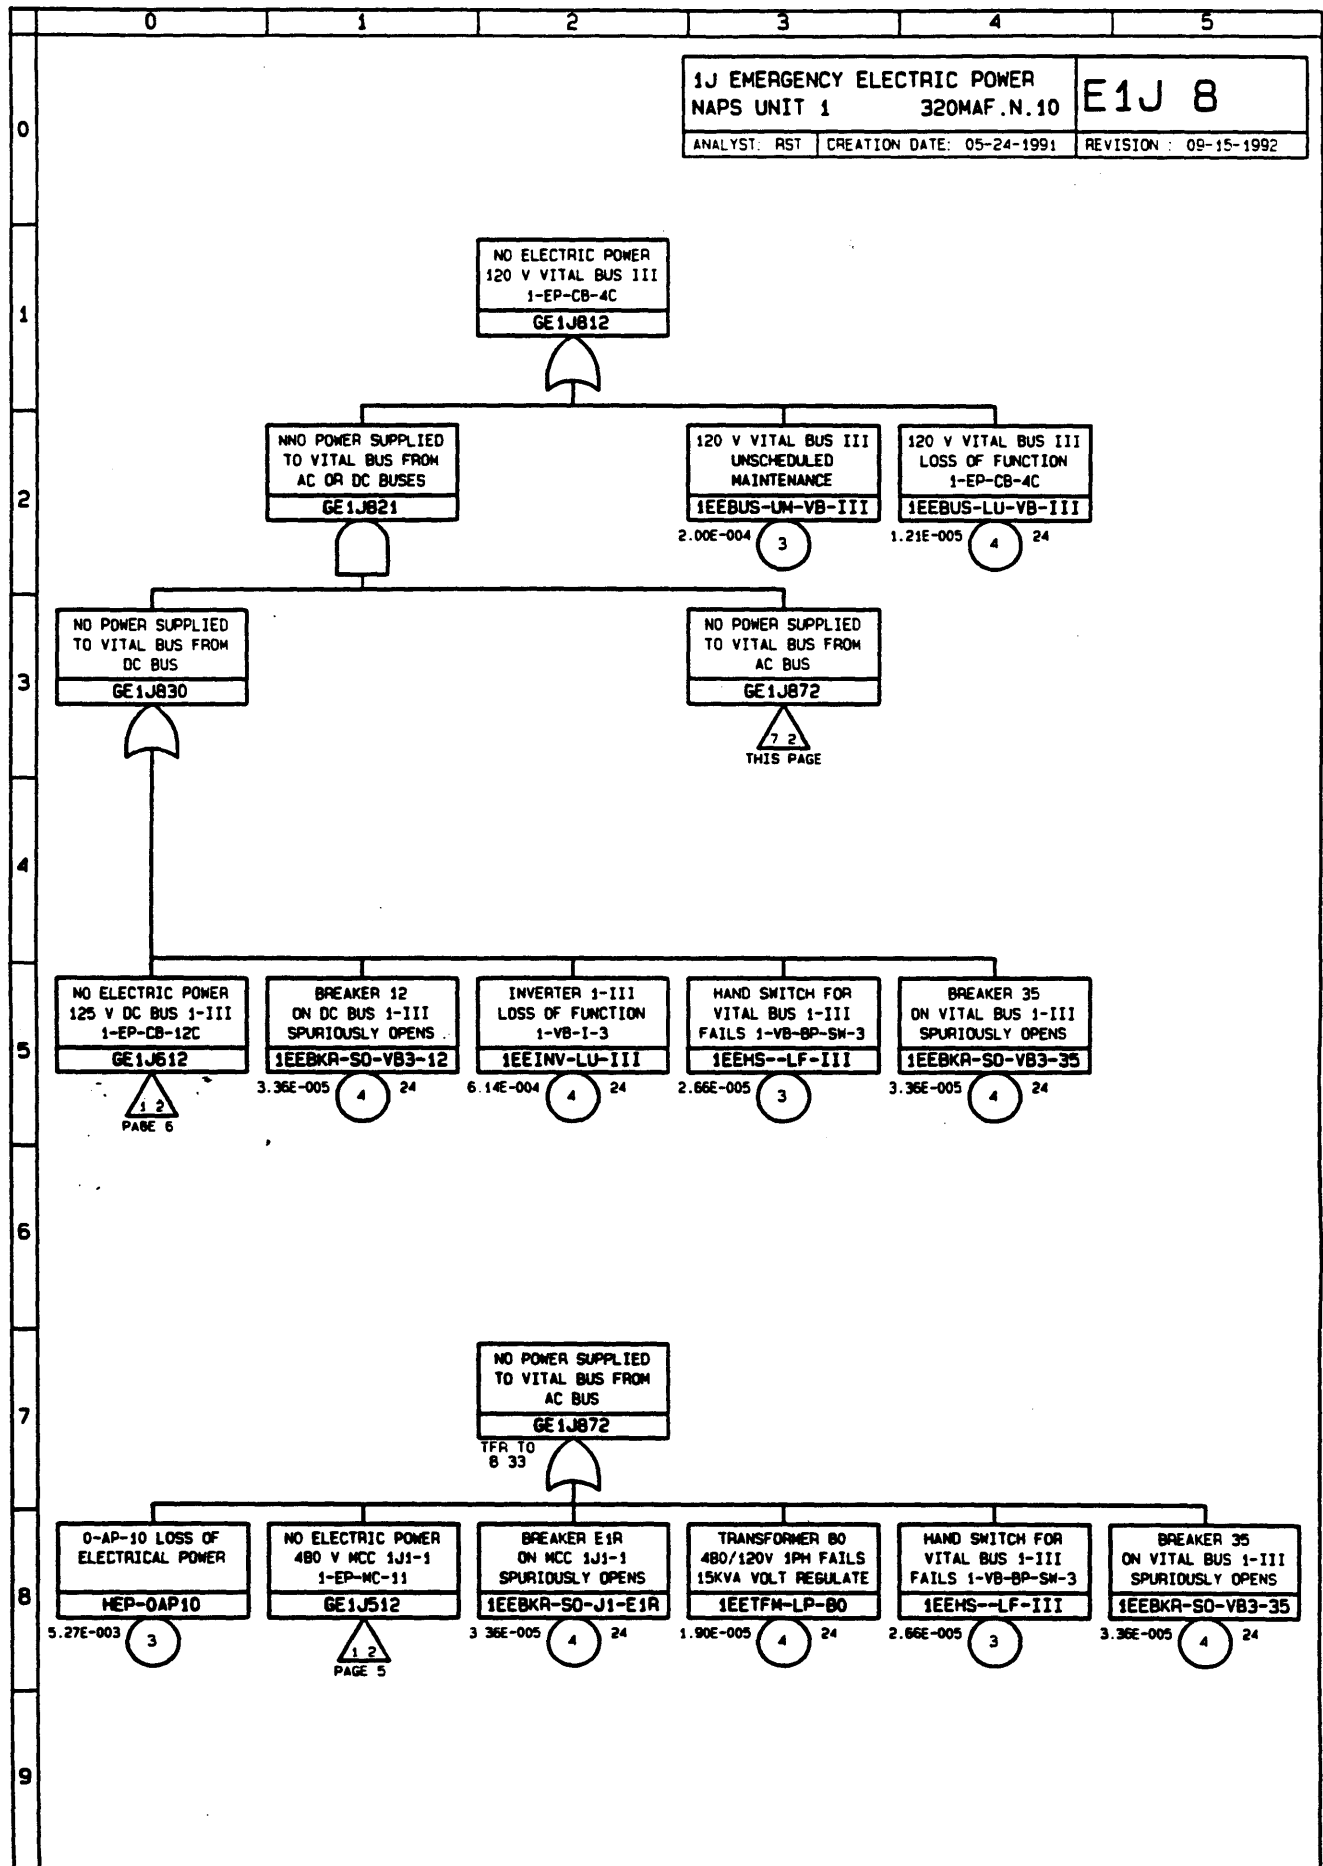 0 1 2 3 4 5
1J EMERGENCY ELECTRIC POWER
NAPS UNIT 1 320MAF.N.10
E1J 8
ANALYST: RST CREATION DATE: 05-24-1991 REVISION : 09-15-1992
0
NO ELECTRIC POWER
120 V VITAL BUS III
1-EP-CB-4C
GE1J812
1
NNO POWER SUPPLIED
TO VITAL BUS FROM
AC OR DC BUSES
GE1J821
120 V VITAL BUS III
UNSCHEDULED
MAINTENANCE
1EEBUS-UM-VB-III
2.00E-004 3
120 V VITAL BUS III
LOSS OF FUNCTION
1-EP-CB-4C
1EEBUS-LU-VB-III
1.21E-005 4 24
2
NO POWER SUPPLIED
TO VITAL BUS FROM
DC BUS
GE1J830
NO POWER SUPPLIED
TO VITAL BUS FROM
AC BUS
GE1J872
7 2
THIS PAGE
3
4
NO ELECTRIC POWER
125 V DC BUS 1-III
1-EP-CB-12C
GE1J612
1 2
PAGE 6
BREAKER 12
ON DC BUS 1-III
SPURIOUSLY OPENS
1EEBKR-SO-VB3-12
3.36E-005 4 24
INVERTER 1-III
LOSS OF FUNCTION
1-VB-I-3
1EEINV-LU-III
6.14E-004 4 24
HAND SWITCH FOR
VITAL BUS 1-III
FAILS 1-VB-BP-SW-3
1EEHS--LF-III
2.66E-005 3
BREAKER 35
ON VITAL BUS 1-III
SPURIOUSLY OPENS
1EEBKR-SO-VB3-35
3.36E-005 4 24
5
6
NO POWER SUPPLIED
TO VITAL BUS FROM
AC BUS
GE1J872
TFR TO
8 33
7
0-AP-10 LOSS OF
ELECTRICAL POWER
HEP-0AP10
5.27E-003 3
NO ELECTRIC POWER
480 V MCC 1J1-1
1-EP-MC-11
GE1J512
1 2
PAGE 5
BREAKER E1R
ON MCC 1J1-1
SPURIOUSLY OPENS
1EEBKR-SO-J1-E1R
3 36E-005 4 24
TRANSFORMER 80
480/120V 1PH FAILS
15KVA VOLT REGULATE
1EETFM-LP-80
1.90E-005 4 24
HAND SWITCH FOR
VITAL BUS 1-III
FAILS 1-VB-BP-SW-3
1EEHS--LF-III
2.66E-005 3
BREAKER 35
ON VITAL BUS 1-III
SPURIOUSLY OPENS
1EEBKR-SO-VB3-35
3.36E-005 4 24
8
9